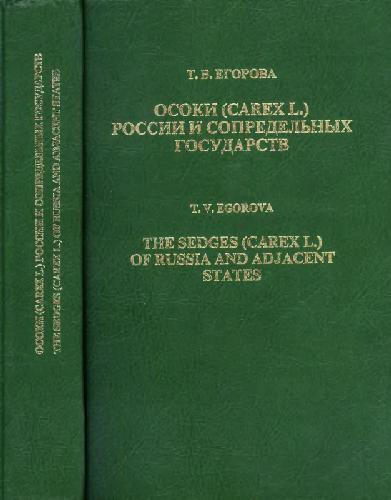 ОСОКИ (CAREX L.) РОССИИ И СОПРЕДЕЛЬНЫХ ГОСУДАРСТВ
THE SEDGES (CAREX L.) OF RUSSIA AND ADJACENT STATES
Т. В. ЕГОРОВА
ОСОКИ (CAREX L.)
РОССИИ И СОПРЕДЕЛЬНЫХ
ГОСУДАРСТВ
T. V. EGOROVA
THE SEDGES (CAREX L.)
OF RUSSIA AND ADJACENT
STATES